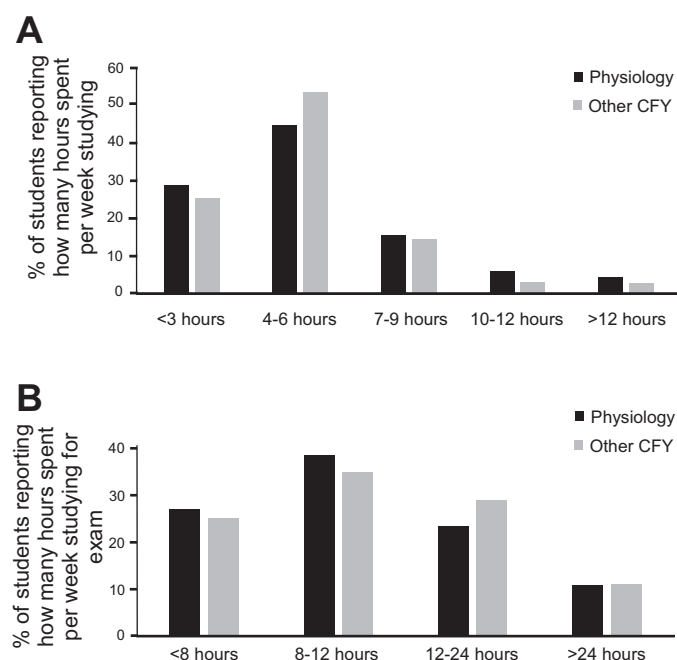 A
% of students reporting
how many hours spent
per week studying
60
50
40
30
20
10
0
Physiology
Other CFY
<3 hours
4-6 hours
7-9 hours
10-12 hours
>12 hours
B
% of students reporting
how many hours spent
per week studying for
exam
40
30
20
10
0
Physiology
Other CFY
<8 hours
8-12 hours
12-24 hours
>24 hours